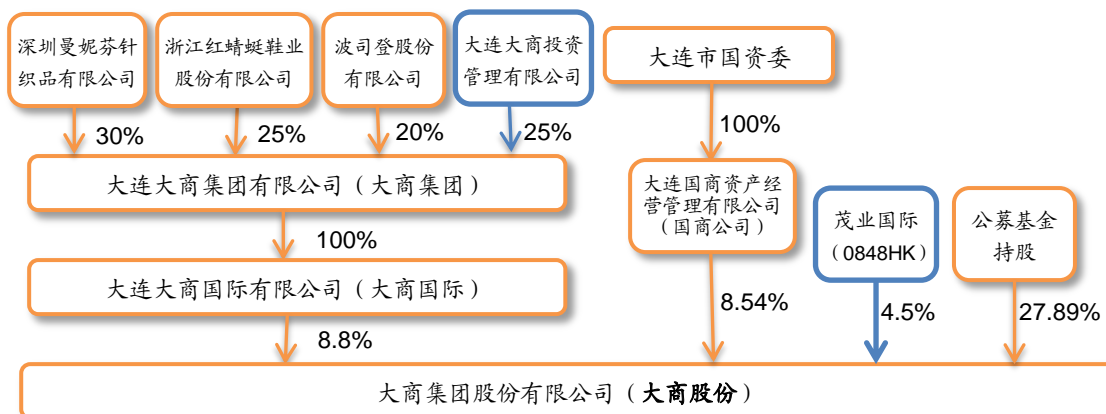 深圳曼妮芬针
织品有限公司
浙江红蜻蜓鞋业
股份有限公司
波司登股份
有限公司
大连大商投资
管理有限公司
大连市国资委
30%
25%
20%
25%
100%
大连大商集团有限公司（大商集团）
大连国商资产经
营管理有限公司
（国商公司）
茂业国际
（0848HK）
公募基金
持股
100%
大连大商国际有限公司（大商国际）
8.8%
8.54%
4.5%
27.89%
大商集团股份有限公司（大商股份）